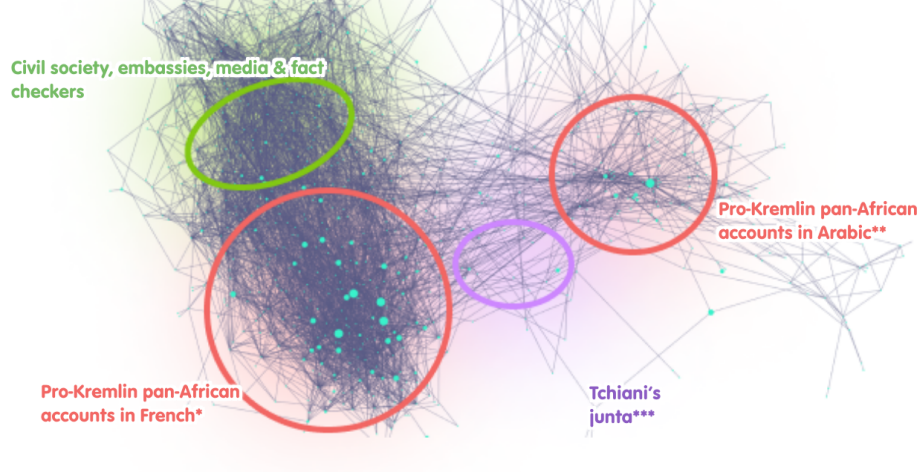 Civil society, embassies, media & fact
checkers
Pro-Kremlin pan-African
accounts in Arabic**
Pro-Kremlin pan-African
accounts in French*
Tchiani's
junta***